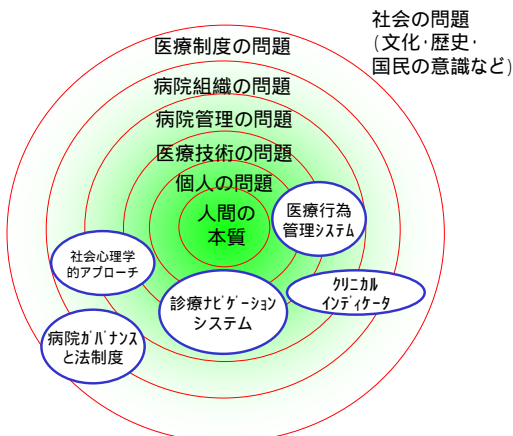 社会の問題
(文化･歴史･
国民の意識など)
医療制度の問題
病院組織の問題
病院管理の問題
医療技術の問題
個人の問題
人間の
本質
医療行為
管理ｼｽﾃﾑ
社会心理学
的アプローチ
診療ﾅﾋﾞｹﾞｰｼｮﾝ
システム
ｸﾘﾆｶﾙ
ｲﾝﾃﾞｨｹｰﾀ
病院ｶﾞﾊﾞﾅﾝｽ
と法制度